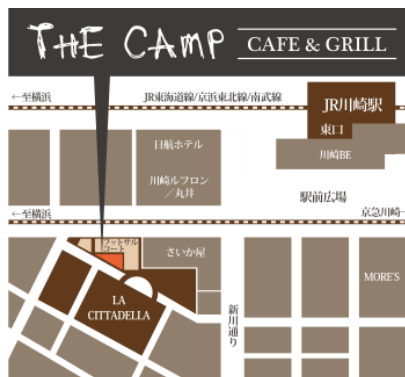 THE CAMP CAFE & GRILL
←至横浜
JR東海道線/京浜東北線/南武線
JR川崎駅
東口
日航ホテル
川崎BE
川崎ルフロン
／丸井
駅前広場
←至横浜
京急川崎→
フットサル
コート
さいか屋
MORE'S
LA
CITTADELLA
新川通り